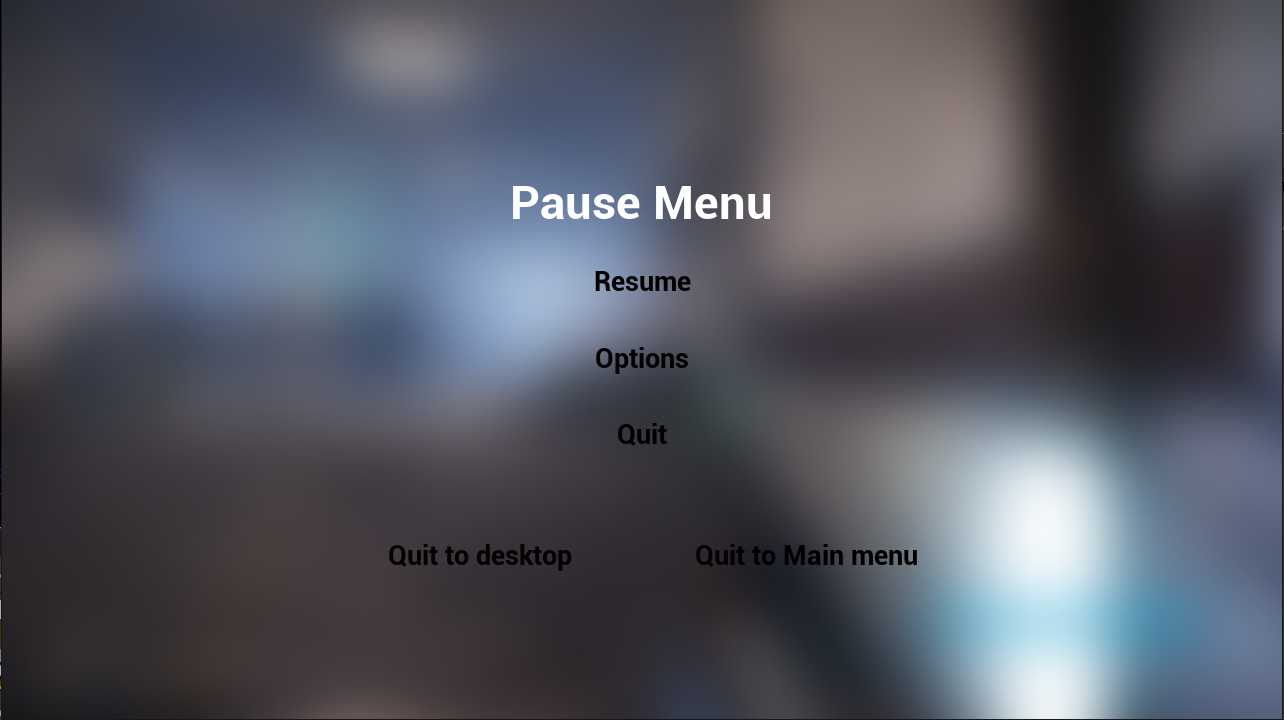 Pause Menu
Resume
Options
Quit
Quit to desktop
Quit to Main menu